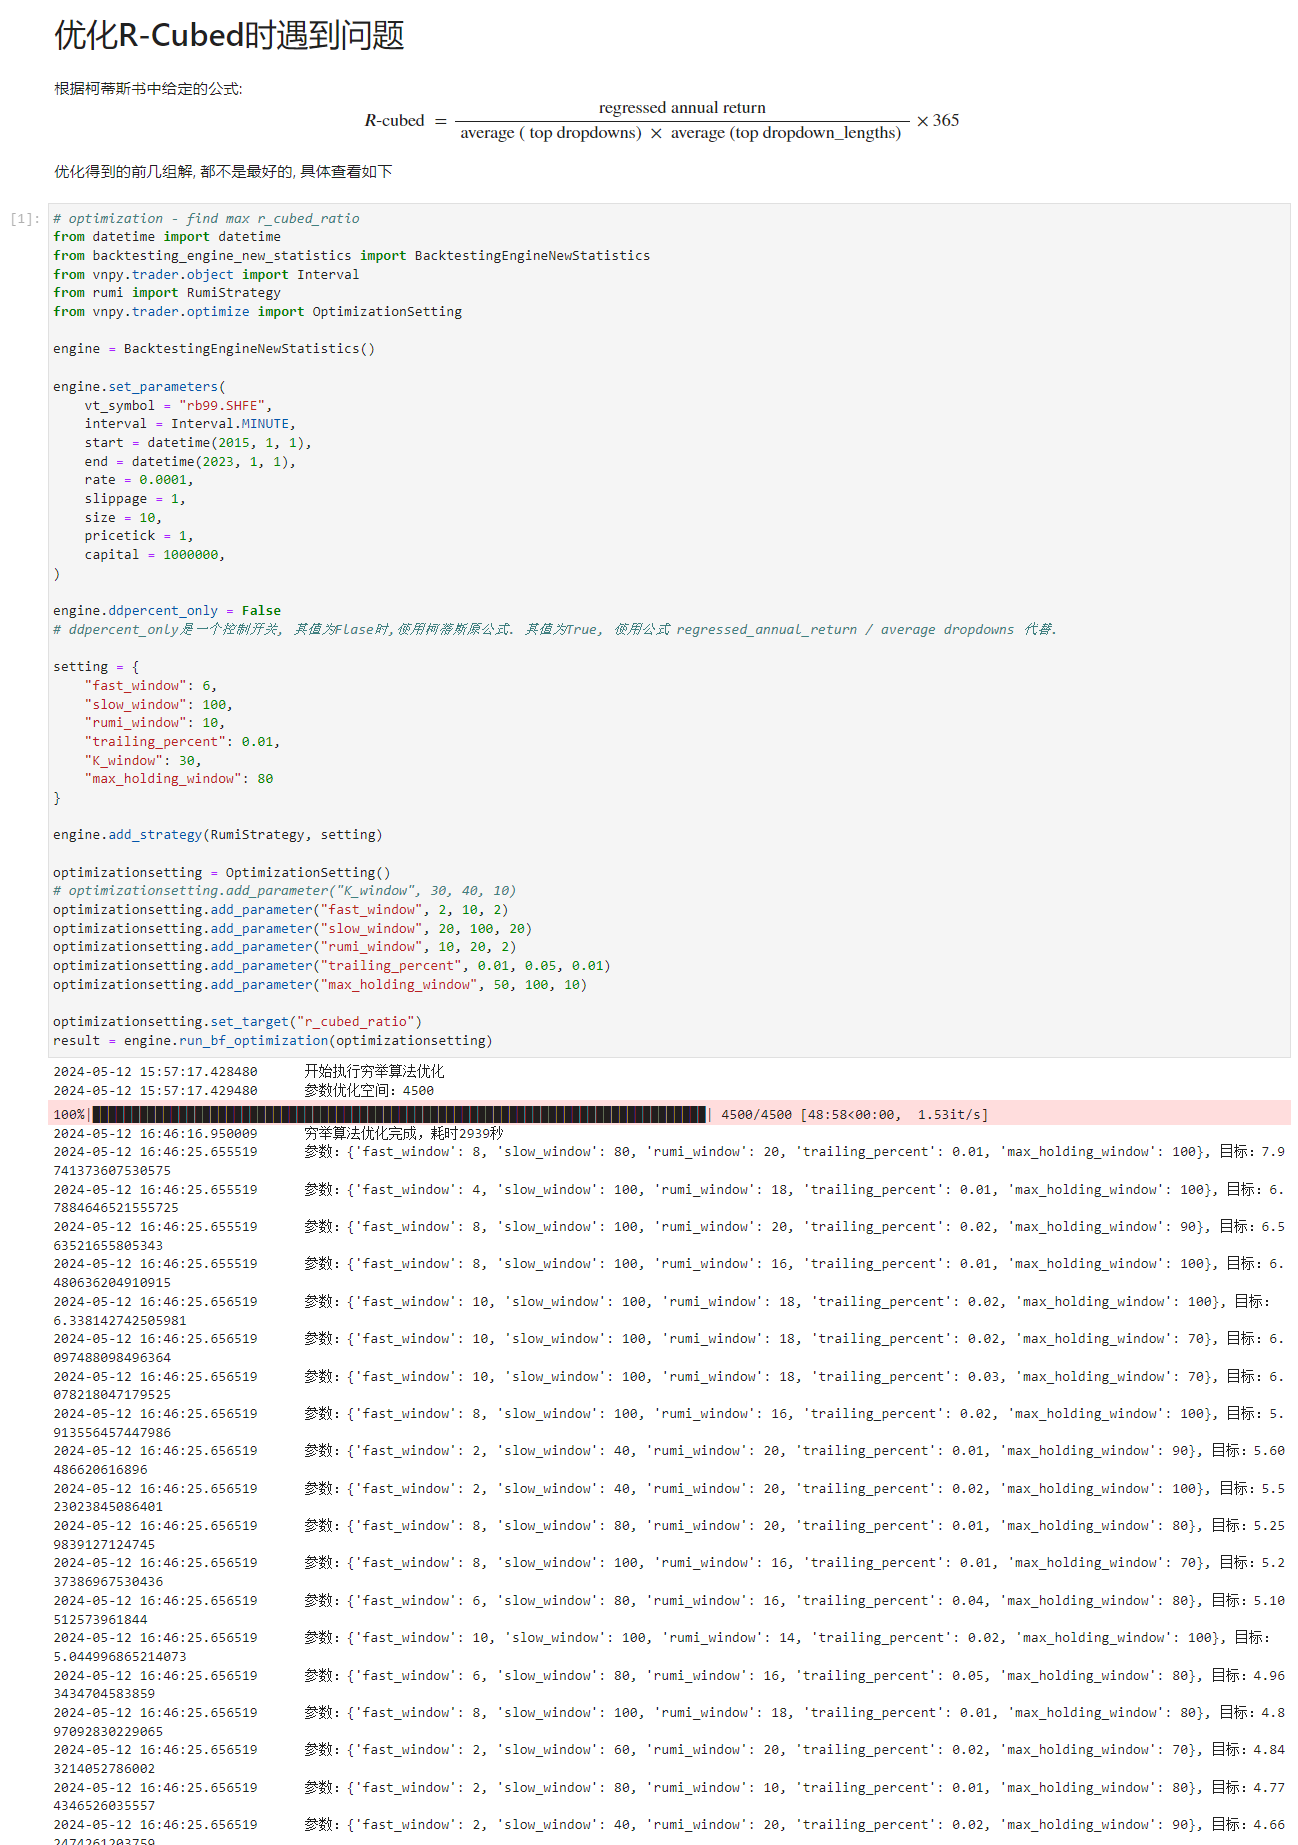 优化R-Cubed时遇到问题
根据柯蒂斯书中给定的公式:
R-cubed = regressed annual return / average ( top dropdowns) × average (top dropdown_lengths) × 365
优化得到的前几组解, 都不是最好的, 具体查看如下
[1]:
# optimization - find max r_cubed_ratio
from datetime import datetime
from backtesting_engine_new_statistics import BacktestingEngineNewStatistics
from vnpy.trader.object import Interval
from rumi import RumiStrategy
from vnpy.trader.optimize import OptimizationSetting
engine = BacktestingEngineNewStatistics()
engine.set_parameters(
    vt_symbol = "rb99.SHFE",
    interval = Interval.MINUTE,
    start = datetime(2015, 1, 1),
    end = datetime(2023, 1, 1),
    rate = 0.0001,
    slippage = 1,
    size = 10,
    pricetick = 1,
    capital = 1000000,
)
engine.ddpercent_only = False
# ddpercent_only是一个控制开关, 其值为Flase时,使用柯蒂斯原公式. 其值为True, 使用公式 regressed_annual_return / average dropdowns 代替.
setting = {
    "fast_window": 6,
    "slow_window": 100,
    "rumi_window": 10,
    "trailing_percent": 0.01,
    "K_window": 30,
    "max_holding_window": 80
}
engine.add_strategy(RumiStrategy, setting)
optimizationsetting = OptimizationSetting()
# optimizationsetting.add_parameter("K_window", 30, 40, 10)
optimizationsetting.add_parameter("fast_window", 2, 10, 2)
optimizationsetting.add_parameter("slow_window", 20, 100, 20)
optimizationsetting.add_parameter("rumi_window", 10, 20, 2)
optimizationsetting.add_parameter("trailing_percent", 0.01, 0.05, 0.01)
optimizationsetting.add_parameter("max_holding_window", 50, 100, 10)
optimizationsetting.set_target("r_cubed_ratio")
result = engine.run_bf_optimization(optimizationsetting)
2024-05-12 15:57:17.428480 开始执行穷举算法优化
2024-05-12 15:57:17.429480 参数优化空间：4500
100%| | 4500/4500 [48:58<00:00, 1.53it/s]
2024-05-12 16:46:16.950009 穷举算法优化完成，耗时2939秒
2024-05-12 16:46:25.655519 参数：{'fast_window': 8, 'slow_window': 80, 'rumi_window': 20, 'trailing_percent': 0.01, 'max_holding_window': 100}, 目标：7.9
741373607530575
2024-05-12 16:46:25.655519 参数：{'fast_window': 4, 'slow_window': 100, 'rumi_window': 18, 'trailing_percent': 0.01, 'max_holding_window': 100}, 目标：6.
7884646521555725
2024-05-12 16:46:25.655519 参数：{'fast_window': 8, 'slow_window': 100, 'rumi_window': 20, 'trailing_percent': 0.02, 'max_holding_window': 90}, 目标：6.5
63521655805343
2024-05-12 16:46:25.655519 参数：{'fast_window': 8, 'slow_window': 100, 'rumi_window': 16, 'trailing_percent': 0.01, 'max_holding_window': 100}, 目标：6.
480636204910915
2024-05-12 16:46:25.656519 参数：{'fast_window': 10, 'slow_window': 100, 'rumi_window': 18, 'trailing_percent': 0.02, 'max_holding_window': 100}, 目标：
6.338142742505981
2024-05-12 16:46:25.656519 参数：{'fast_window': 10, 'slow_window': 100, 'rumi_window': 18, 'trailing_percent': 0.02, 'max_holding_window': 70}, 目标：6.
097488098496364
2024-05-12 16:46:25.656519 参数：{'fast_window': 10, 'slow_window': 100, 'rumi_window': 18, 'trailing_percent': 0.03, 'max_holding_window': 70}, 目标：6.
078218047179525
2024-05-12 16:46:25.656519 参数：{'fast_window': 8, 'slow_window': 100, 'rumi_window': 16, 'trailing_percent': 0.02, 'max_holding_window': 100}, 目标：5.
913556457447986
2024-05-12 16:46:25.656519 参数：{'fast_window': 2, 'slow_window': 40, 'rumi_window': 20, 'trailing_percent': 0.01, 'max_holding_window': 90}, 目标：5.60
486620616896
2024-05-12 16:46:25.656519 参数：{'fast_window': 2, 'slow_window': 40, 'rumi_window': 20, 'trailing_percent': 0.02, 'max_holding_window': 100}, 目标：5.5
23023845086401
2024-05-12 16:46:25.656519 参数：{'fast_window': 8, 'slow_window': 80, 'rumi_window': 20, 'trailing_percent': 0.01, 'max_holding_window': 80}, 目标：5.25
9839127124745
2024-05-12 16:46:25.656519 参数：{'fast_window': 8, 'slow_window': 100, 'rumi_window': 16, 'trailing_percent': 0.01, 'max_holding_window': 70}, 目标：5.2
37386967530436
2024-05-12 16:46:25.656519 参数：{'fast_window': 6, 'slow_window': 80, 'rumi_window': 16, 'trailing_percent': 0.04, 'max_holding_window': 80}, 目标：5.10
512573961844
2024-05-12 16:46:25.656519 参数：{'fast_window': 10, 'slow_window': 100, 'rumi_window': 14, 'trailing_percent': 0.02, 'max_holding_window': 100}, 目标：
5.044996865214073
2024-05-12 16:46:25.656519 参数：{'fast_window': 6, 'slow_window': 80, 'rumi_window': 16, 'trailing_percent': 0.05, 'max_holding_window': 80}, 目标：4.96
3434704583859
2024-05-12 16:46:25.656519 参数：{'fast_window': 8, 'slow_window': 100, 'rumi_window': 18, 'trailing_percent': 0.01, 'max_holding_window': 80}, 目标：4.8
97092830229065
2024-05-12 16:46:25.656519 参数：{'fast_window': 2, 'slow_window': 60, 'rumi_window': 20, 'trailing_percent': 0.02, 'max_holding_window': 70}, 目标：4.84
3214052786002
2024-05-12 16:46:25.656519 参数：{'fast_window': 2, 'slow_window': 80, 'rumi_window': 10, 'trailing_percent': 0.01, 'max_holding_window': 80}, 目标：4.77
4346526035557
2024-05-12 16:46:25.656519 参数：{'fast_window': 2, 'slow_window': 40, 'rumi_window': 20, 'trailing_percent': 0.02, 'max_holding_window': 90}, 目标：4.66
2474261203759